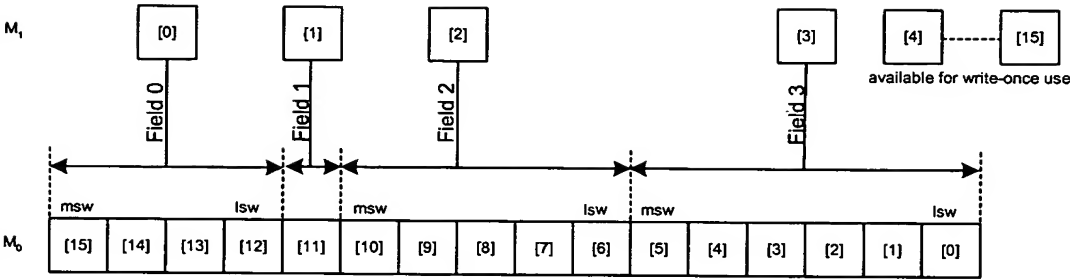 M1 [0] [1] [2] [3] [4] [15]
available for write-once use
Field 0 Field 1 Field 2 Field 3
msw lsw msw lsw msw lsw
M0 [15] [14] [13] [12] [11] [10] [9] [8] [7] [6] [5] [4] [3] [2] [1] [0]